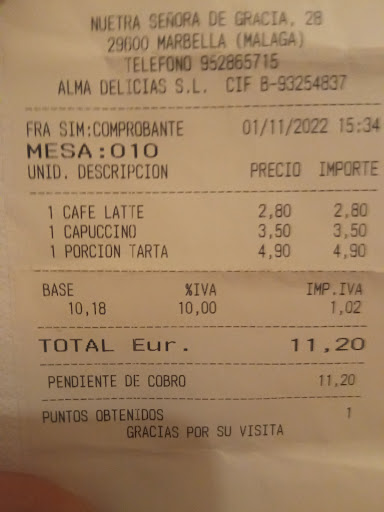 NUETRA SEÑORA DE GRACIA, 28
29600 MARBELLA (MALAGA)
TELEFONO 952865715
ALMA DELICIAS S.L. CIF B-93254837
FRA SIM:COMPROBANTE 01/11/2022 15:34
MESA:010
UNID. DESCRIPCION PRECIO IMPORTE
1 CAFE LATTE 2,80 2,80
1 CAPUCCINO 3,50 3,50
1 PORCION TARTA 4,90 4,90
BASE %IVA IMP.IVA
10,18 10,00 1,02
TOTAL Eur. 11,20
PENDIENTE DE COBRO 11,20
PUNTOS OBTENIDOS 1
GRACIAS POR SU VISITA